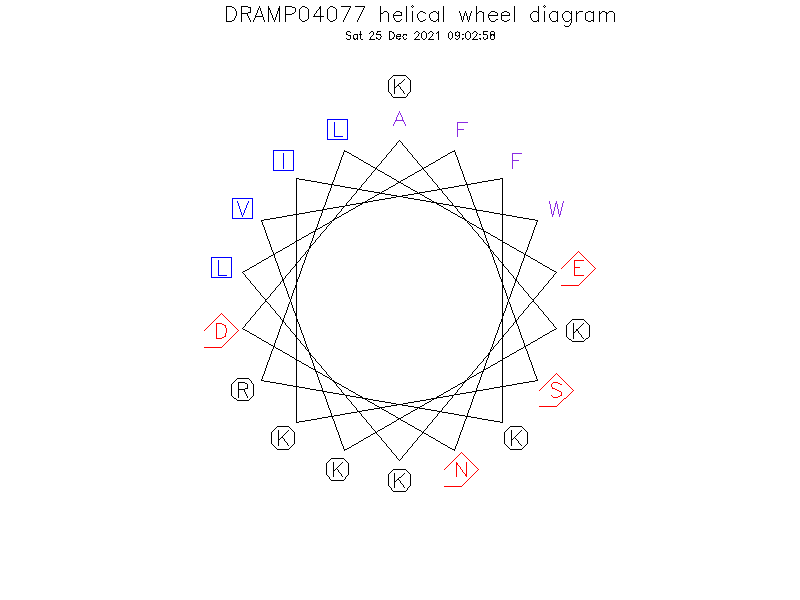 DRAMP04077 helical wheel diagram
Sat 25 Dec 2021 09:02:58
K
L A F
I F
V W
L E
D K
R S
K K
K N
K